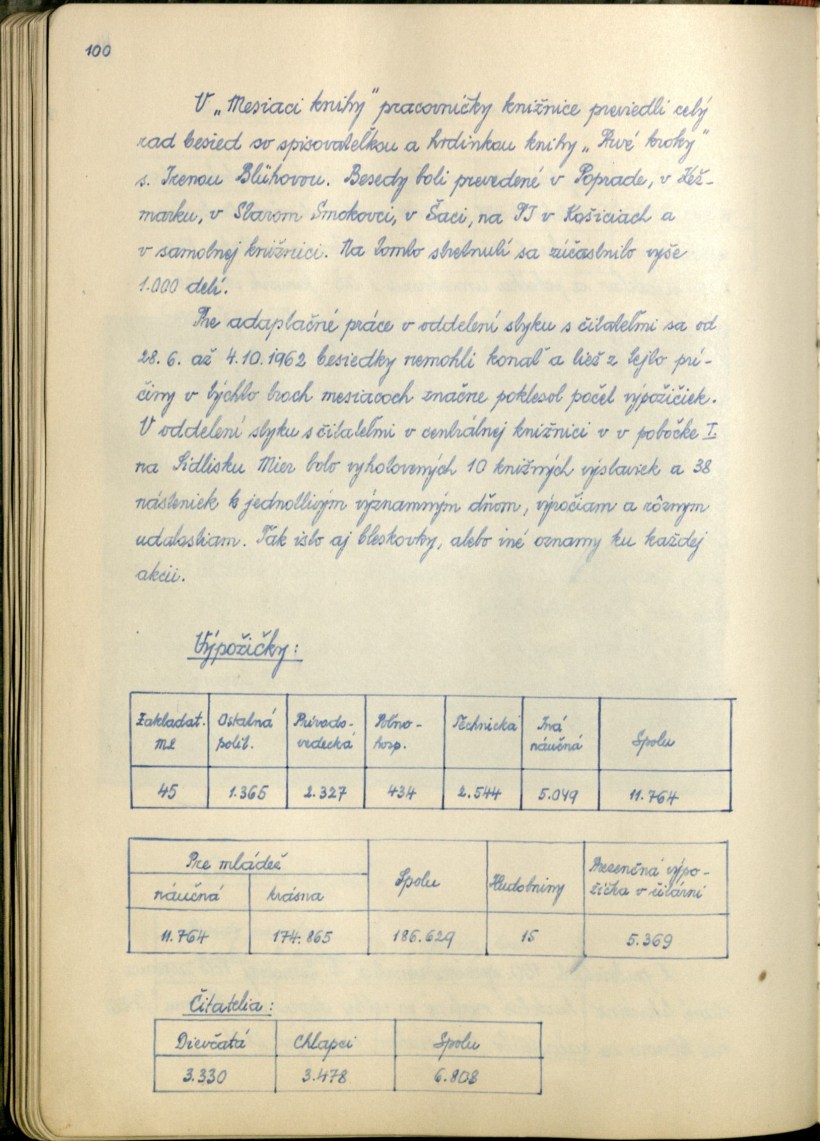 100
V „Mesiaci knihy" pracovníčky knižnice previedli celý
rad besied so spisovateľkou a hrdinkou knihy „Prvé kroky"
s. Irenou Blühovou. Besedy boli prevedené v Poprade, v Kež-
marku, v Starom Smokovci, v Šaci, na PŠ v Košiciach a
v samotnej knižnici. Na tomto stretnutí sa zúčastnilo vyše
1.000 detí.
Pre adaptačné práce v oddelení styku s čitateľmi sa od
28.6. až 4.10.1962 besiedky nemohli konať a tiež z tejto prí-
činy v týchto troch mesiacoch značne poklesol počet výpožičiek.
V oddelení styku s čitateľmi v centrálnej knižnici v v pobočke I
na Sídlisku Mier bolo vyhotovených 10 knižných výstaviek a 38
násteniek k jednotlivým významným dňom, výročiam a rôznym
udalostiam. Tak isto aj bleskovky, alebo iné oznamy ku každej
akcii.
Výpožičky:
Zakladat. ML | Ostatná polit. | Prírodo-vedecká | Poľno-hosp. | Technická | Iná náučná | Spolu
45 | 1.365 | 2.327 | 434 | 2.544 | 5.049 | 11.764
Pre mládež | Spolu | Hudobniny | Prezenčná výpo-žička v čitárni
náučná | krásna
11.764 | 174.865 | 186.629 | 15 | 5.369
Čitatelia:
Dievčatá | Chlapci | Spolu
3.330 | 3.478 | 6.808